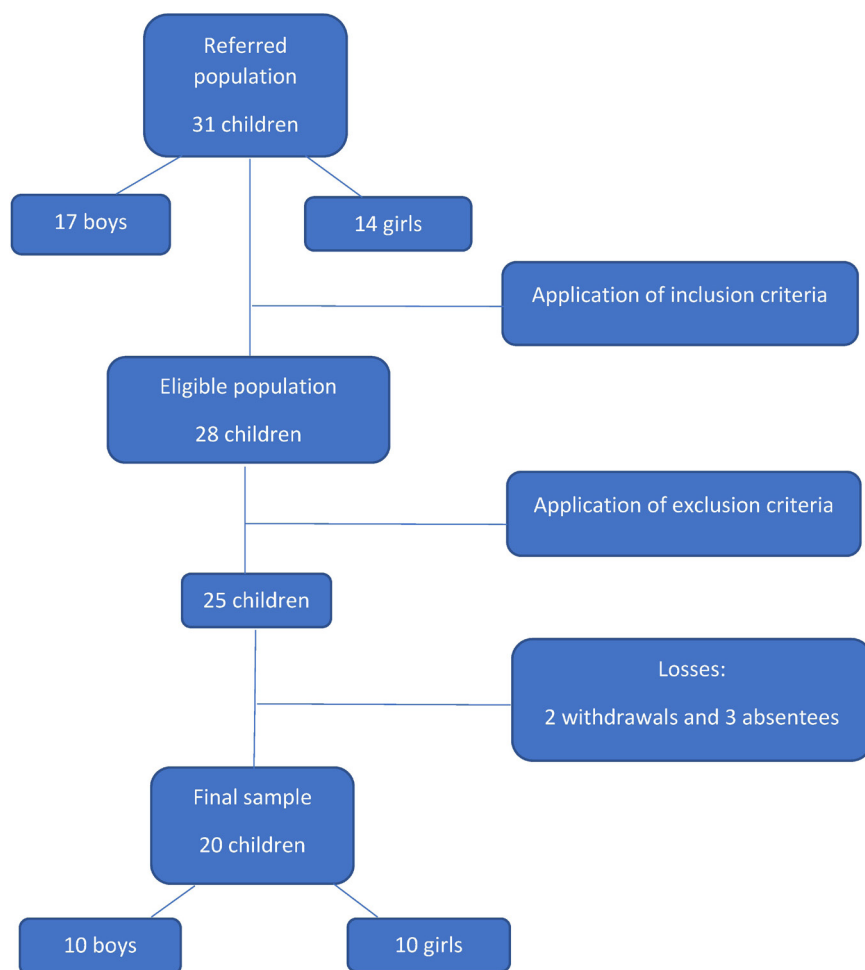 Referred
population
31 children
17 boys
14 girls
Application of inclusion criteria
Eligible population
28 children
Application of exclusion criteria
25 children
Losses:
2 withdrawals and 3 absentees
Final sample
20 children
10 boys
10 girls